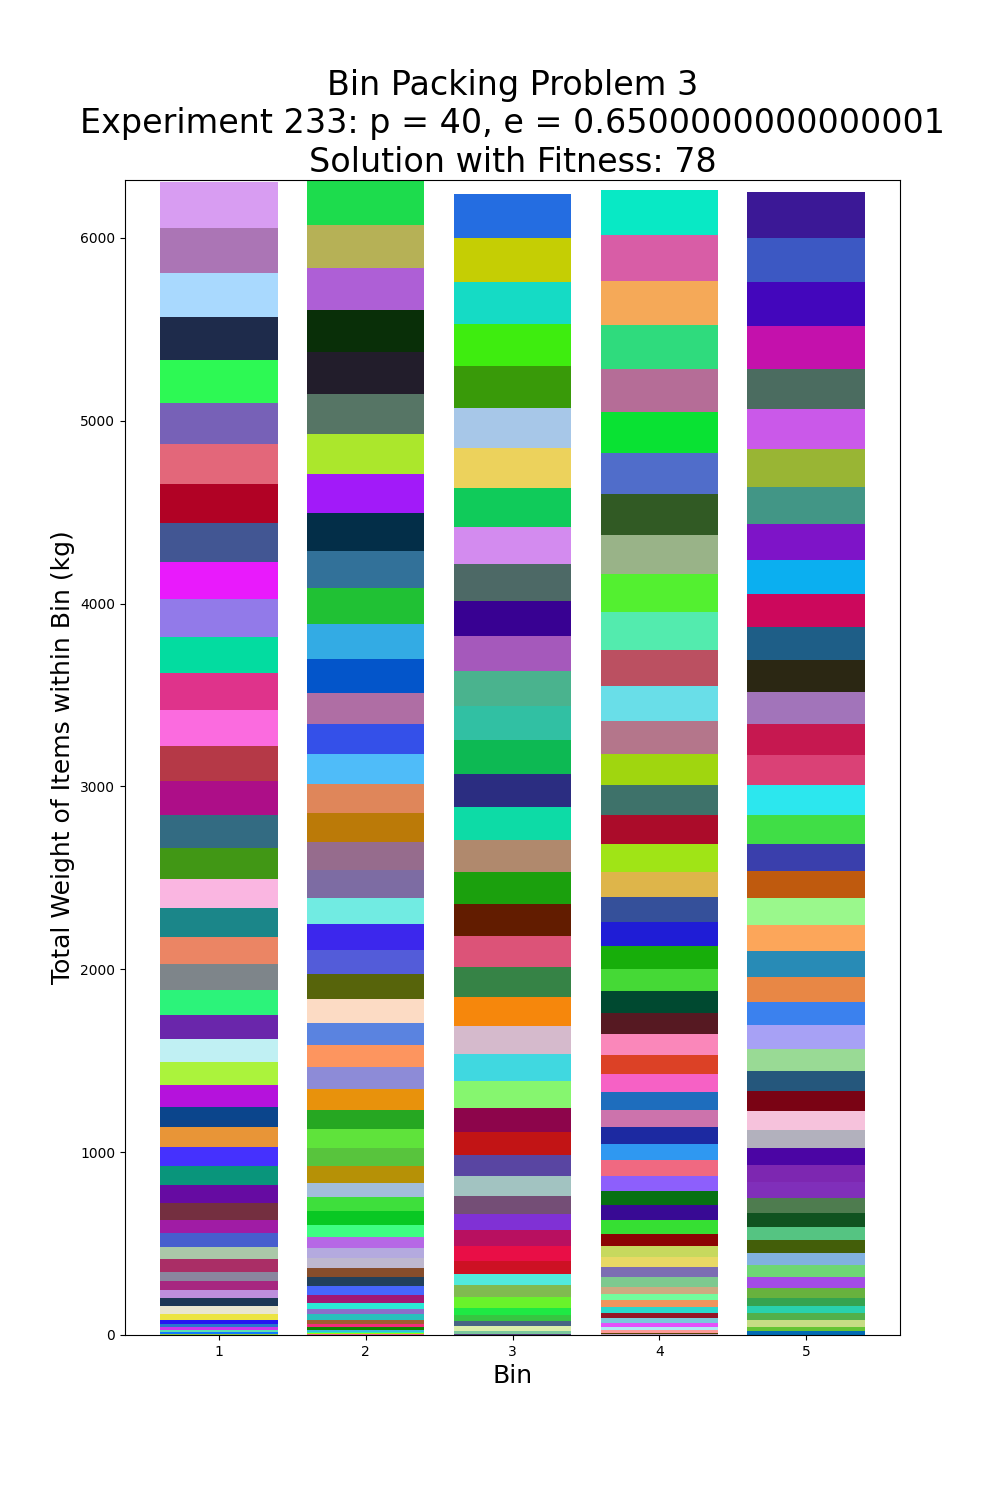 Bin Packing Problem 3
Experiment 233: p = 40, e = 0.6500000000000001
Solution with Fitness: 78
Total Weight of Items within Bin (kg)
6000
5000
4000
3000
2000
1000
0
1 2 3 4 5
Bin